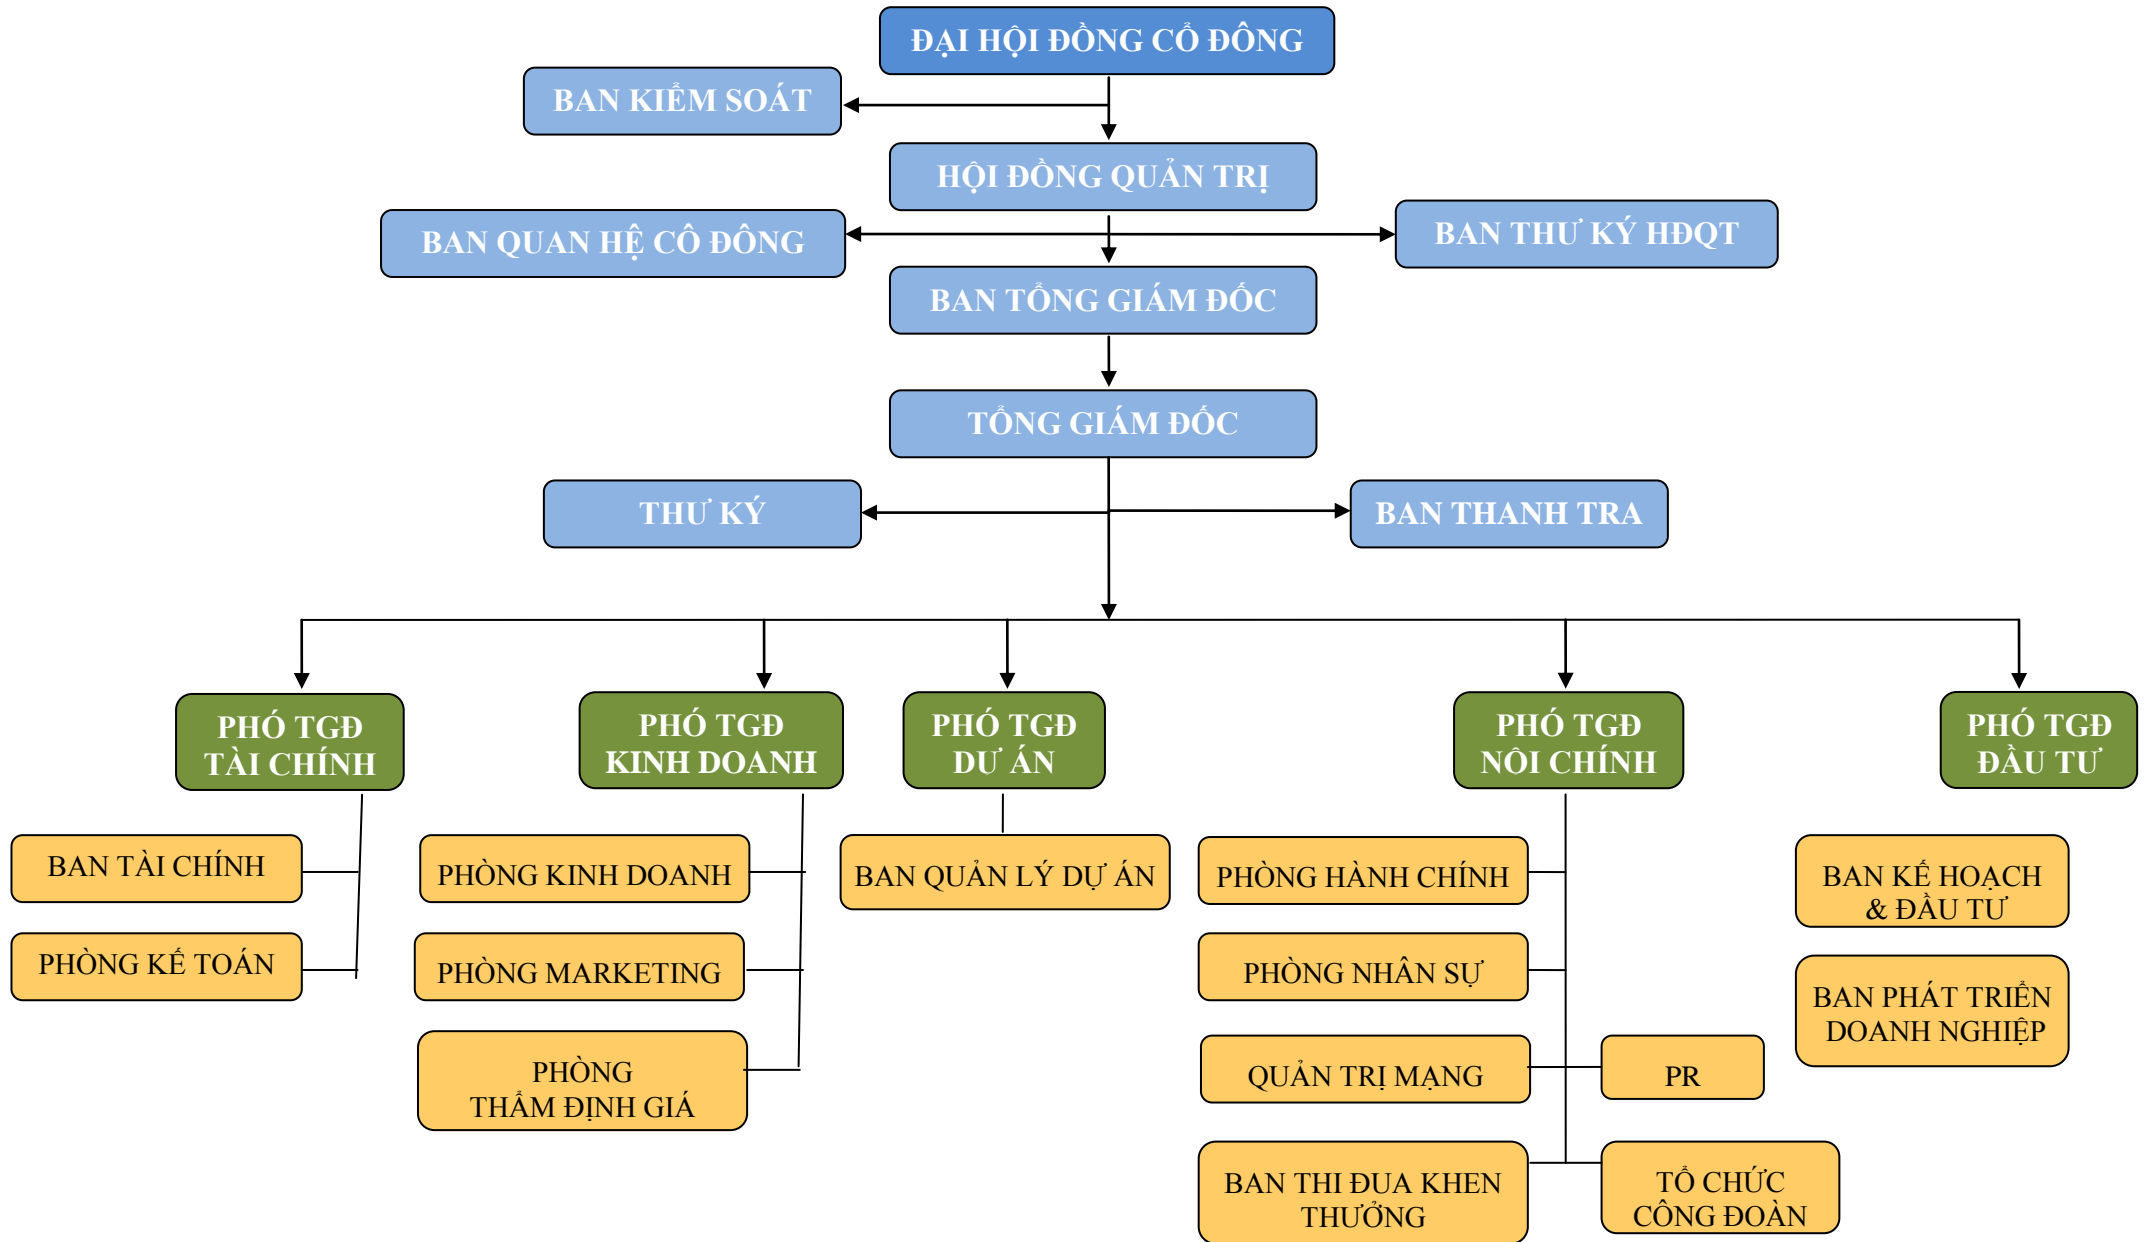 ĐẠI HỘI ĐỒNG CỔ ĐÔNG
BAN KIỂM SOÁT
HỘI ĐỒNG QUẢN TRỊ
BAN QUAN HỆ CÔ ĐÔNG
BAN THƯ KÝ HĐQT
BAN TỔNG GIÁM ĐỐC
TỔNG GIÁM ĐỐC
THƯ KÝ
BAN THANH TRA
PHÓ TGĐ
TÀI CHÍNH
PHÓ TGĐ
KINH DOANH
PHÓ TGĐ
DƯ ÁN
PHÓ TGĐ
NÔI CHÍNH
PHÓ TGĐ
ĐẦU TƯ
BAN TÀI CHÍNH
PHÒNG KẾ TOÁN
PHÒNG KINH DOANH
PHÒNG MARKETING
PHÒNG
THẨM ĐỊNH GIÁ
BAN QUẢN LÝ DỰ ÁN
PHÒNG HÀNH CHÍNH
PHÒNG NHÂN SỰ
QUẢN TRỊ MẠNG
PR
BAN THI ĐUA KHEN
THƯỞNG
TỔ CHỨC
CÔNG ĐOÀN
BAN KẾ HOẠCH
& ĐẦU TƯ
BAN PHÁT TRIỂN
DOANH NGHIỆP